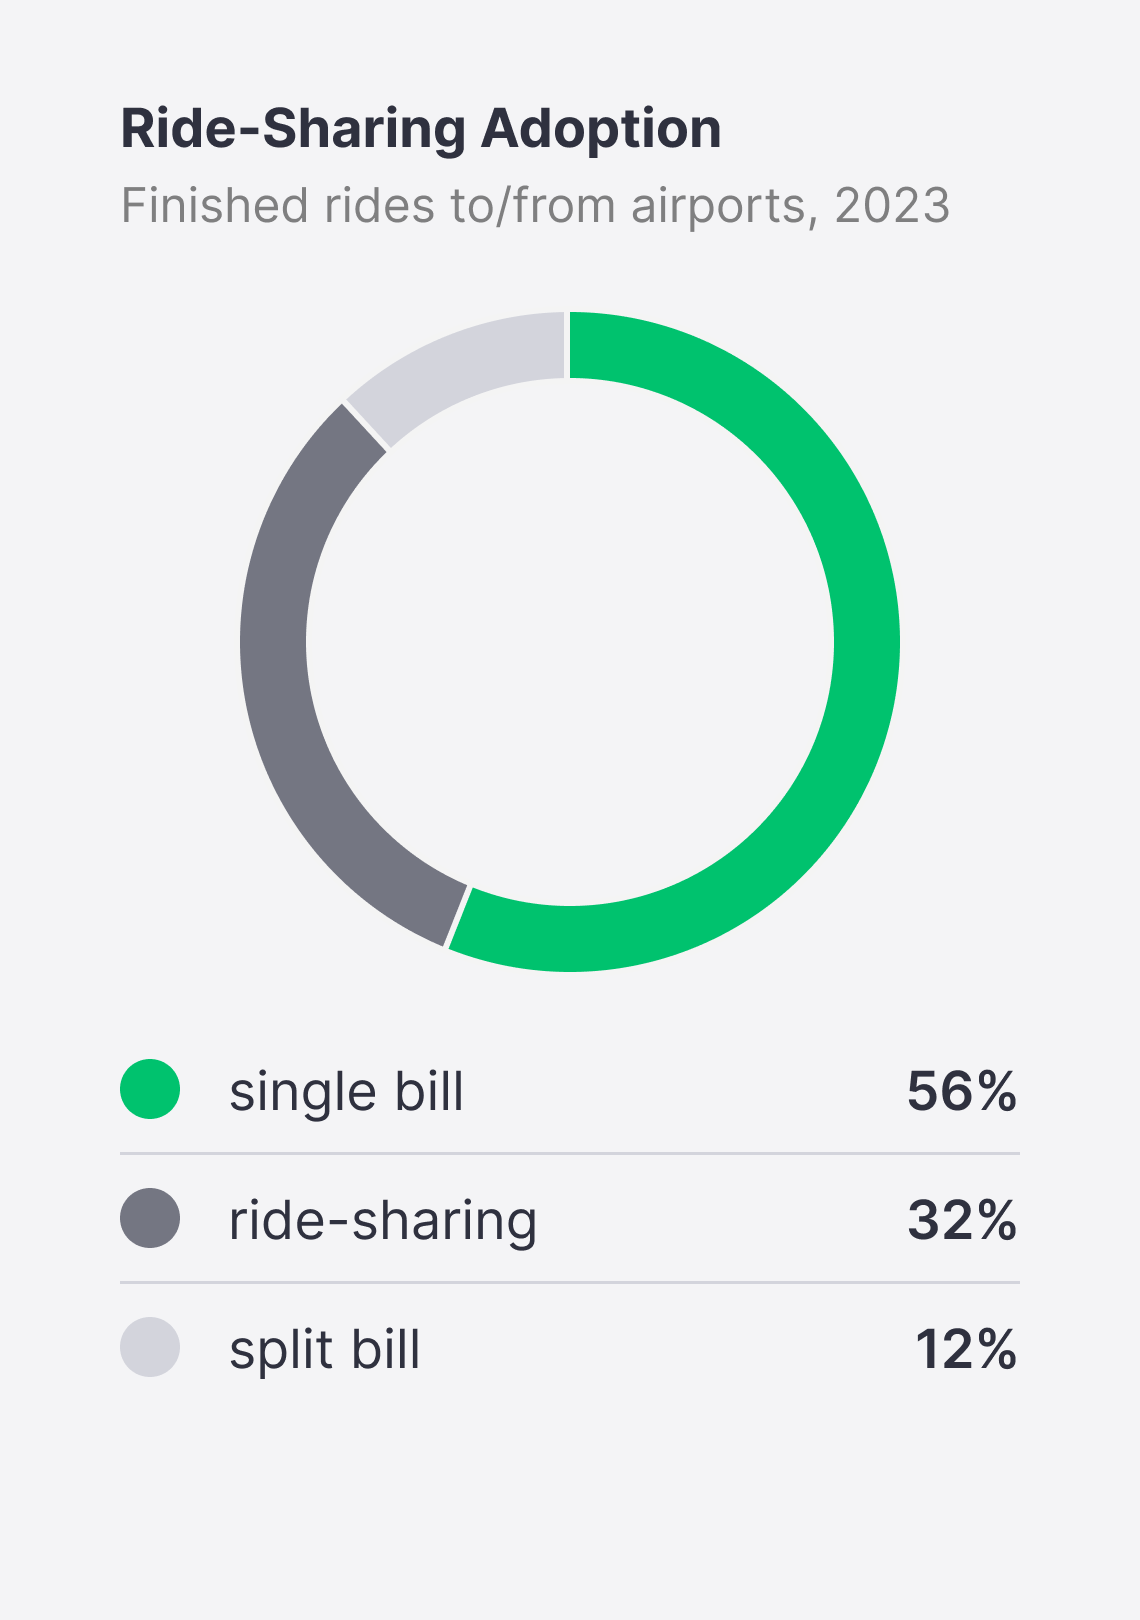 Ride-Sharing Adoption
Finished rides to/from airports, 2023
single bill 56%
ride-sharing 32%
split bill 12%